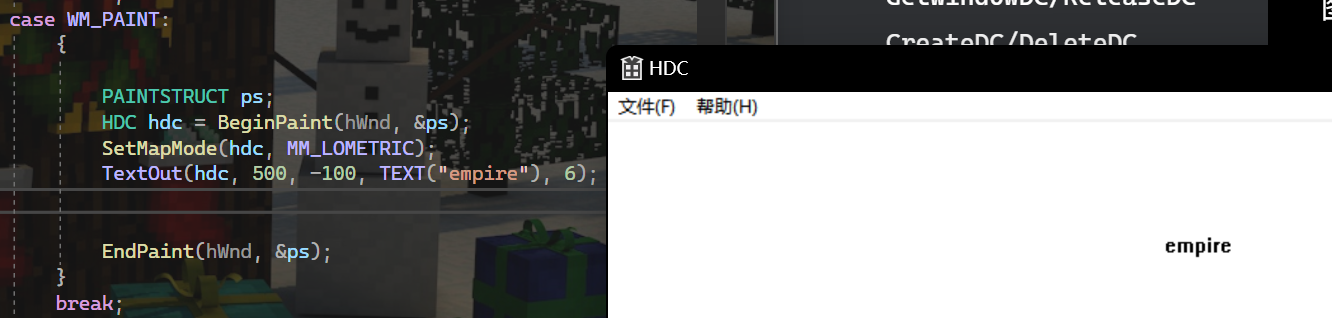 case WM_PAINT:
{
PAINTSTRUCT ps;
HDC hdc = BeginPaint(hWnd, &ps);
SetMapMode(hdc, MM_LOMETRIC);
TextOut(hdc, 500, -100, TEXT("empire"), 6);
EndPaint(hWnd, &ps);
}
break;
GetWindowDC/ReleaseDC
CreateDC/DeleteDC
HDC
文件(F) 帮助(H)
empire